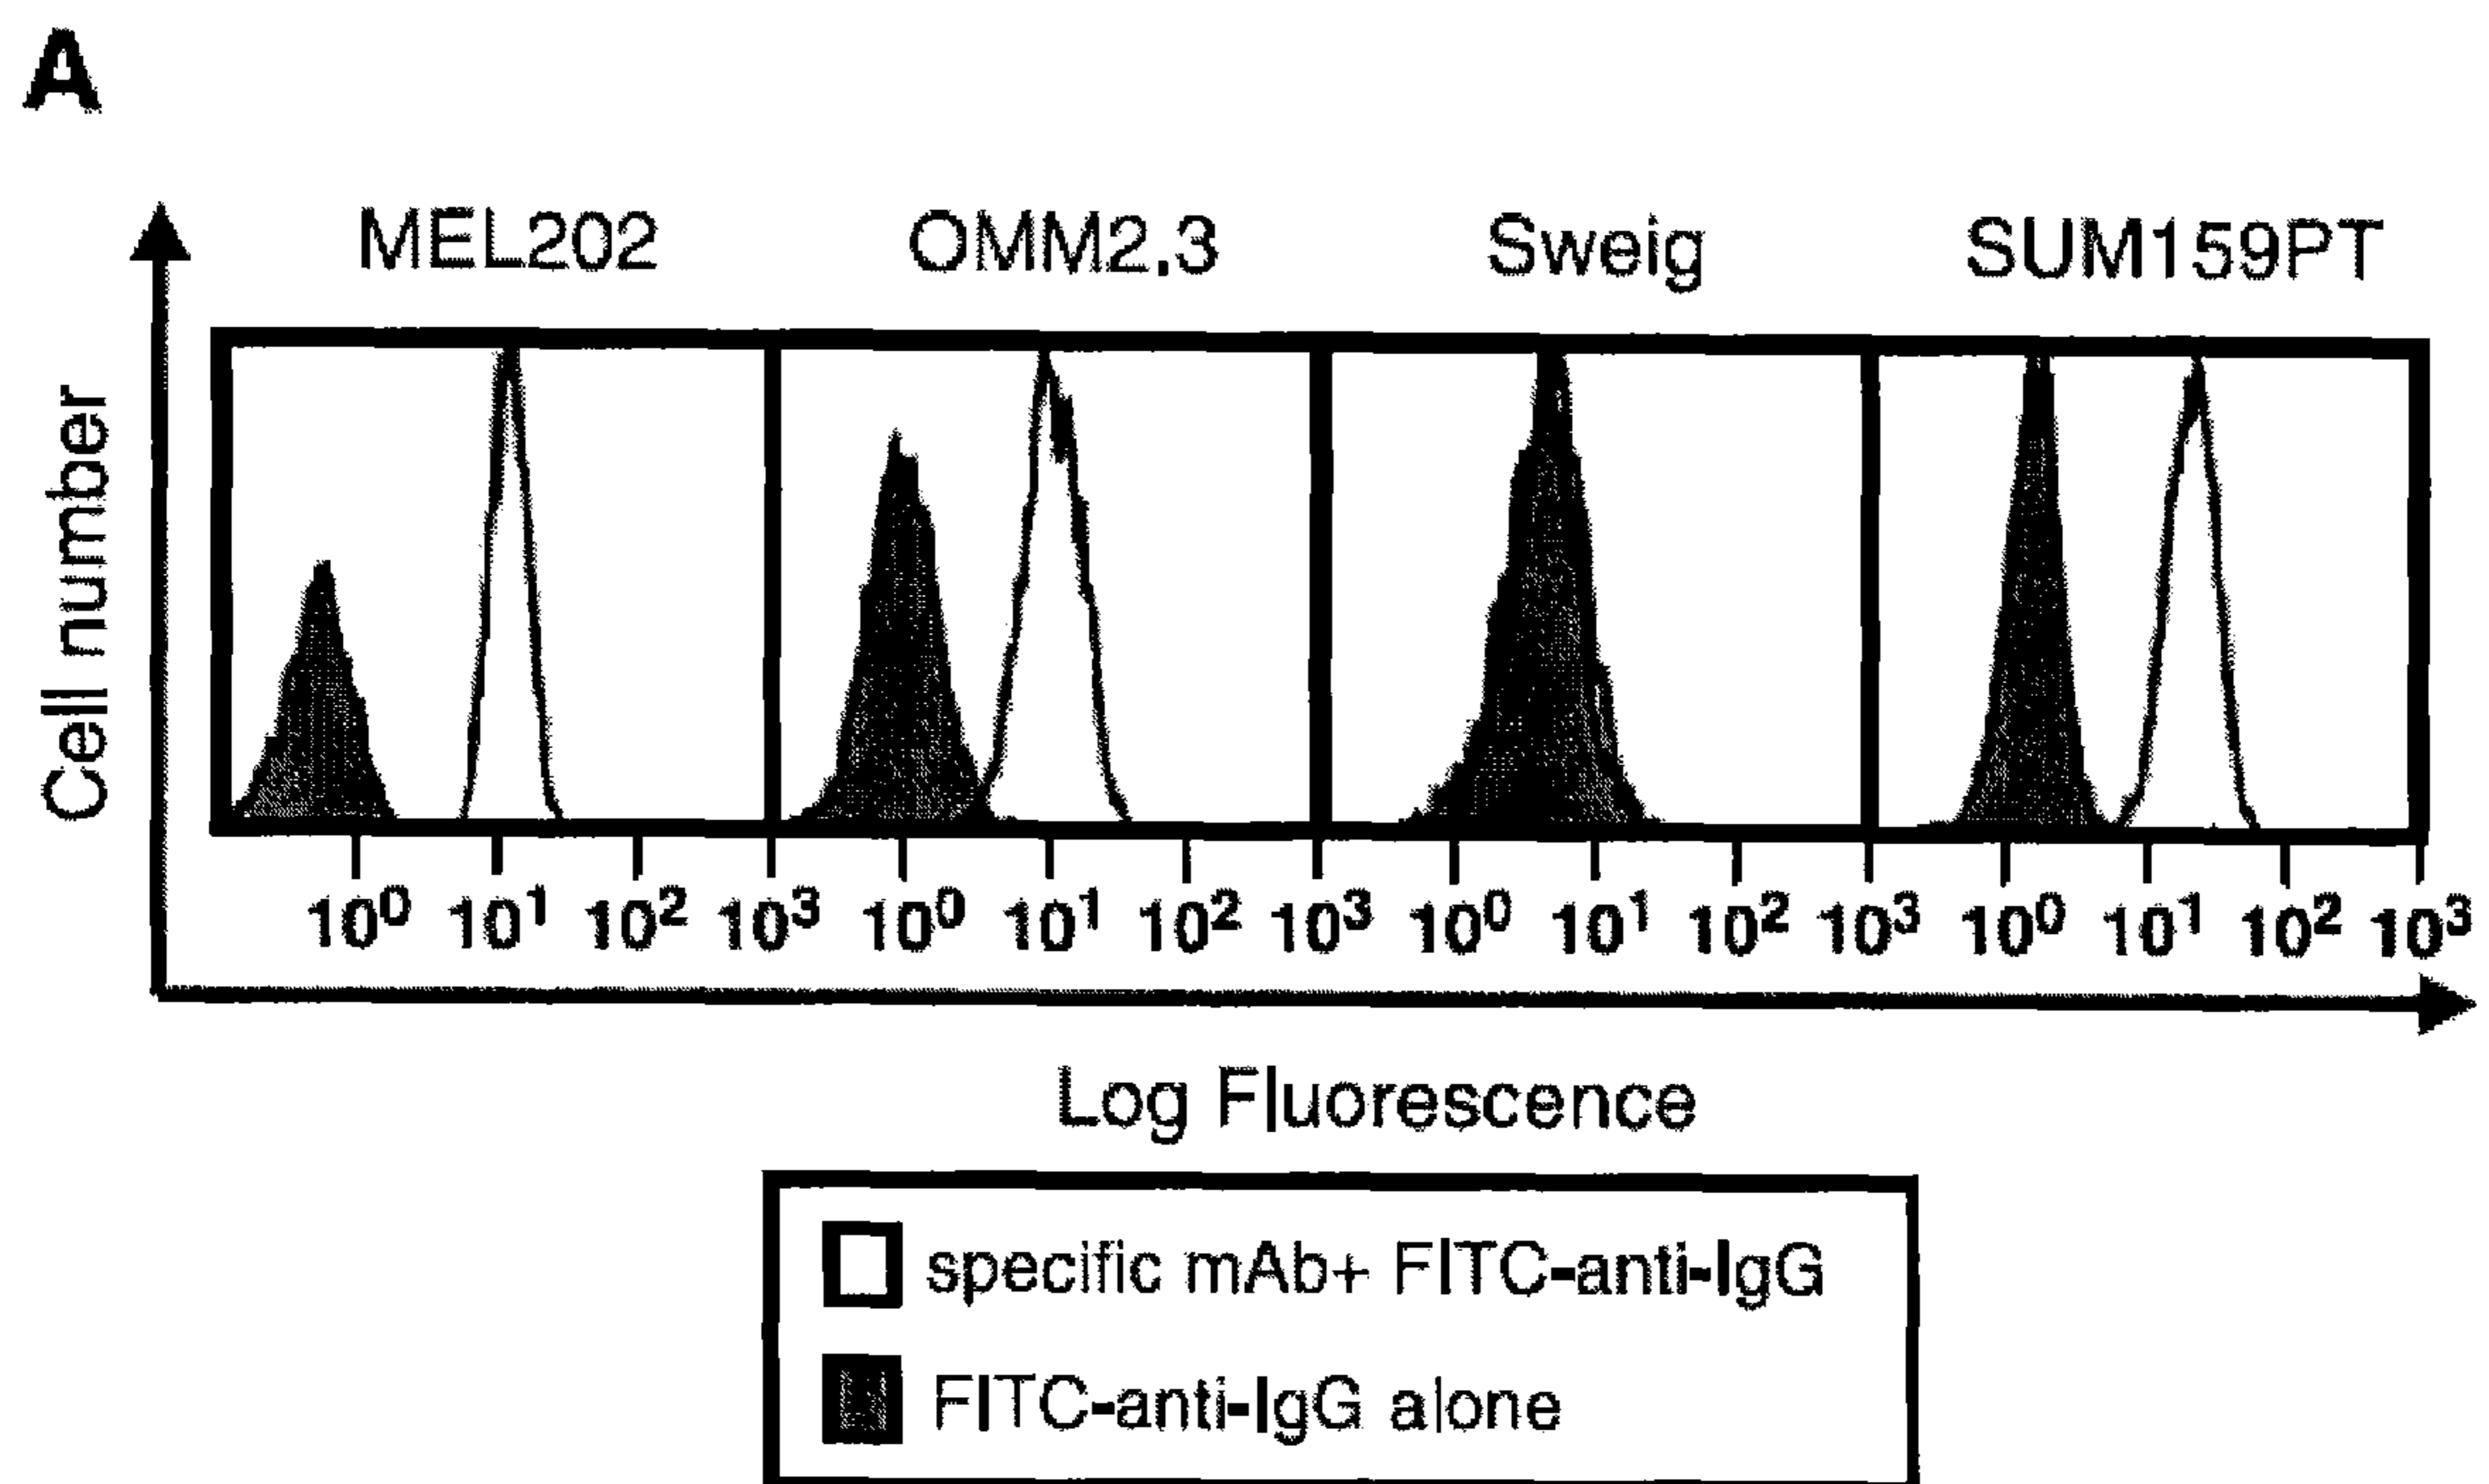 A
MEL202 OMM2.3 Sweig SUM159PT
Cell number
10⁰ 10¹ 10² 10³ 10⁰ 10¹ 10² 10³ 10⁰ 10¹ 10² 10³ 10⁰ 10¹ 10² 10³
Log Fluorescence
specific mAb+ FITC-anti-IgG
FITC-anti-IgG alone